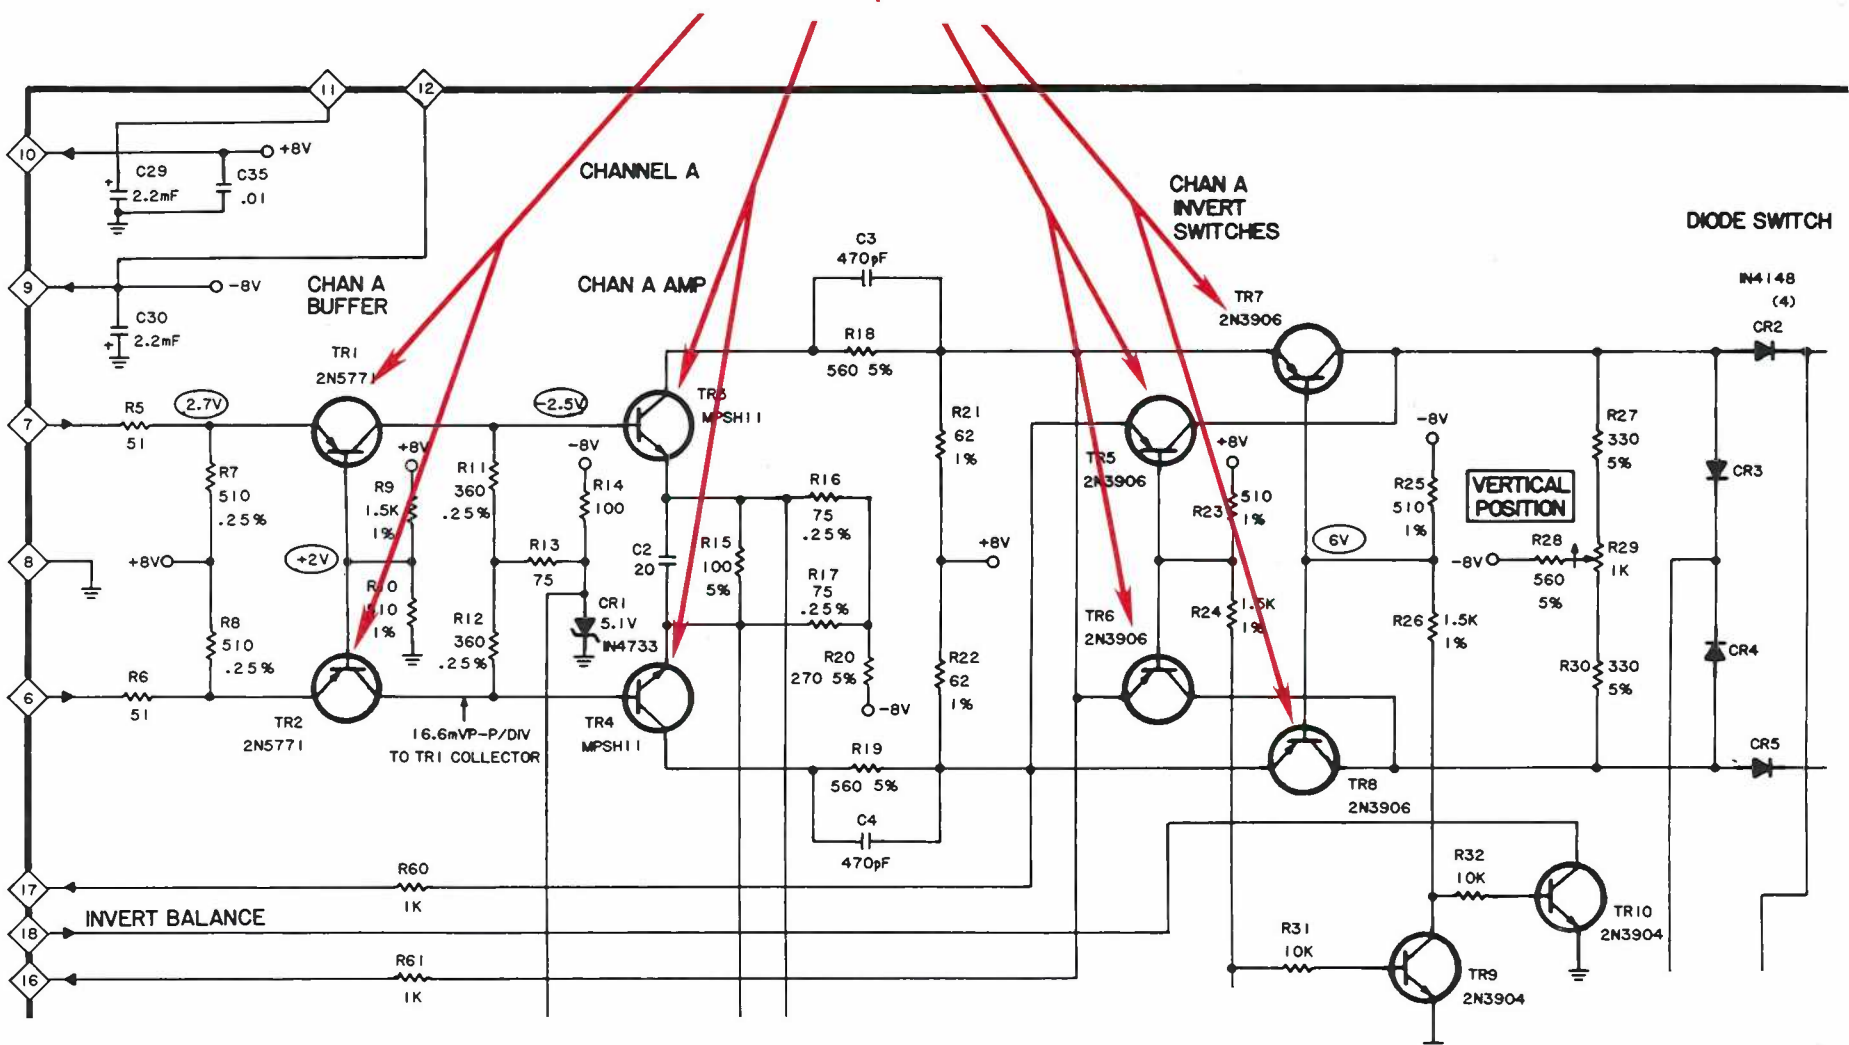 11
12
10
+8V
C29
2.2mF
+
C35
.01
CHANNEL A
CHAN A
INVERT
SWITCHES
DIODE SWITCH
9
-8V
C30
2.2mF
+
CHAN A
BUFFER
CHAN A AMP
C3
470pF
TR7
2N3906
IN4148
(4)
CR2
TR1
2N5771
R18
560 5%
7
R5
51
2.7V
-2.5V
TR3
MPSH11
R21
62
1%
TR5
2N3906
+8V
-8V
R27
330
5%
R7
510
.25%
R9
1.5K
1%
+8V
R11
360
.25%
-8V
R14
100
R16
75
.25%
R23
510
1%
R25
510
1%
VERTICAL
POSITION
CR3
8
+8V
+2V
R13
75
C2
20
R15
100
5%
R17
75
.25%
+8V
6V
-8V
R28
560
5%
R29
1K
R10
510
1%
R8
510
.25%
R12
360
.25%
CR1
5.1V
IN4733
TR6
2N3906
R24
1.5K
1%
R26
1.5K
1%
R30
330
5%
CR4
6
R6
51
TR2
2N5771
16.6mVP-P/DIV
TO TR1 COLLECTOR
TR4
MPSH11
R20
270 5%
-8V
R22
62
1%
R19
560 5%
CR5
TR8
2N3906
C4
470pF
17
R60
1K
INVERT BALANCE
18
16
R61
1K
R32
10K
TR10
2N3904
R31
10K
TR9
2N3904